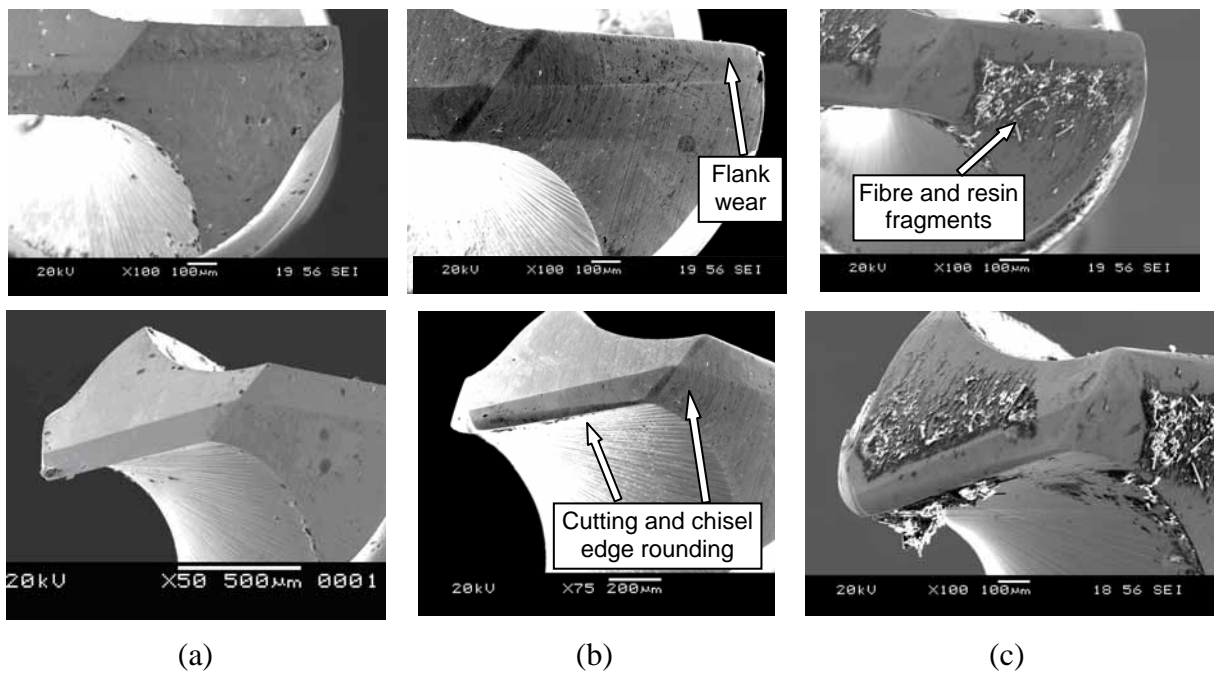 Flank
wear
Fibre and resin
fragments
20kV X100 100μm 19 56 SEI
20kV X100 100μm 19 56 SEI
20kV X100 100μm 19 56 SEI
Cutting and chisel
edge rounding
20kV X50 500μm 0001
20kV X75 200μm
20kV X100 100μm 18 56 SEI
(a)
(b)
(c)